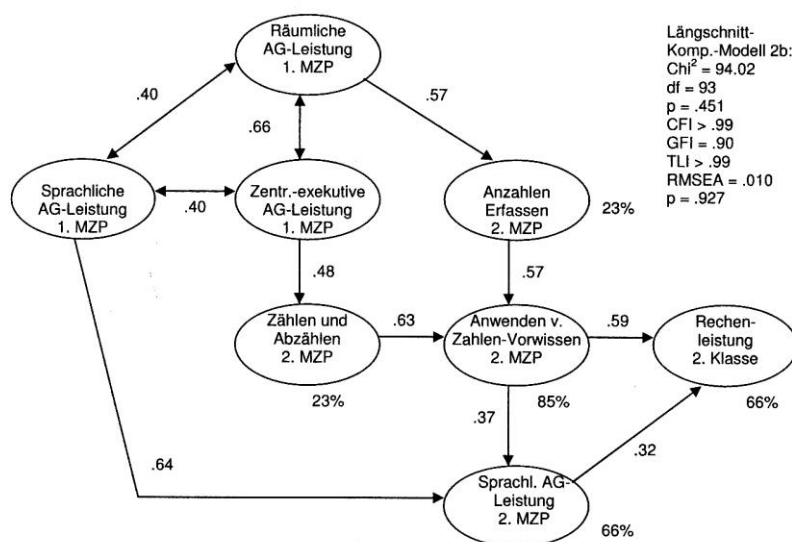 Räumliche
AG-Leistung
1. MZP
Längsschnitt-
Komp.-Modell 2b:
Chi² = 94.02
df = 93
p = .451
CFI > .99
GFI = .90
TLI > .99
RMSEA = .010
p = .927
.40
.66
.57
Sprachliche
AG-Leistung
1. MZP
.40
Zentr.-exekutive
AG-Leistung
1. MZP
Anzahlen
Erfassen
2. MZP
23%
.48
.57
Zählen und
Abzählen
2. MZP
23%
.63
Anwenden v.
Zahlen-Vorwissen
2. MZP
85%
.59
Rechen-
leistung
2. Klasse
66%
.37
.32
.64
Sprachl. AG-
Leistung
2. MZP
66%